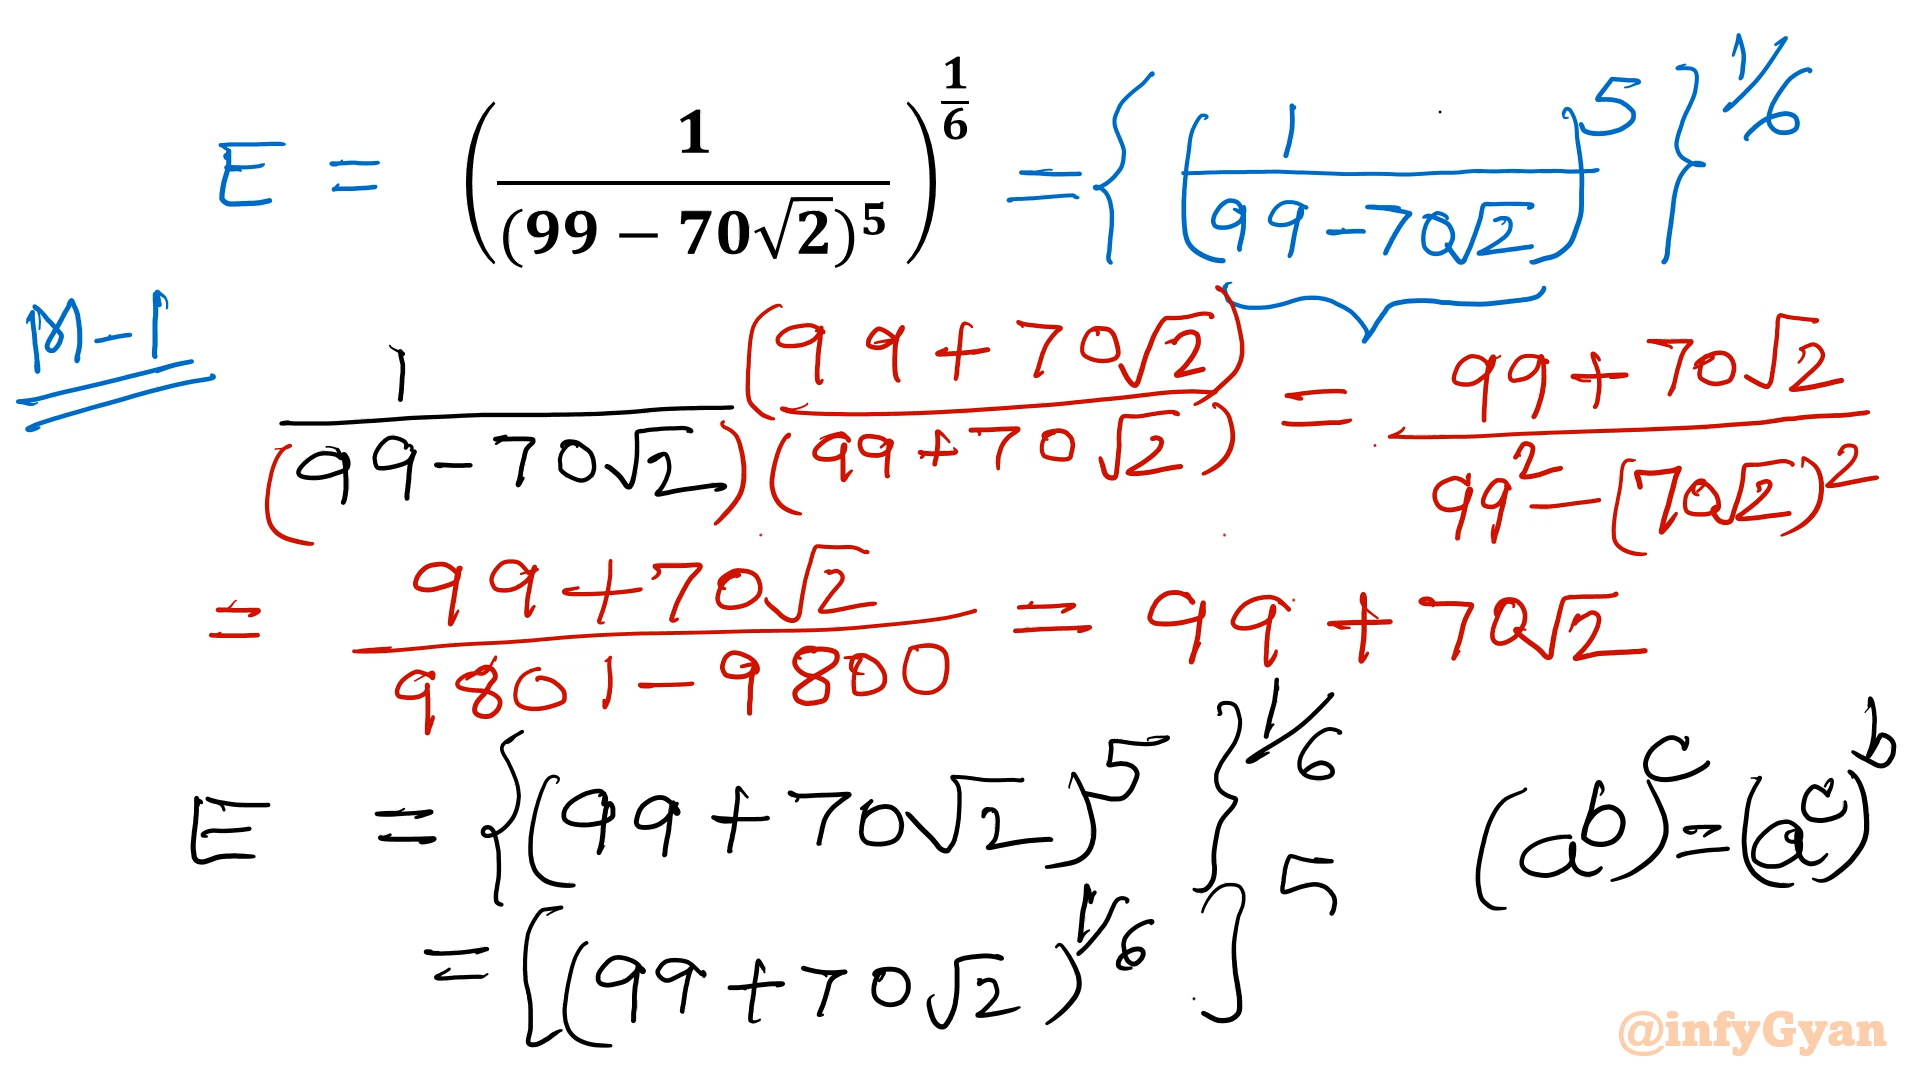 E = (1/(99 − 70√2)^5)^(1/6) = {(1/(99 − 70√2))^5}^(1/6)
M-1
1/(99 − 70√2) (99 + 70√2)/(99 + 70√2) = (99 + 70√2)/(99^2 − (70√2)^2)
= (99 + 70√2)/(9801 − 9800) = 99 + 70√2
E = {(99 + 70√2)^5}^(1/6) (a^b)^c = (a^c)^b
= [(99 + 70√2)^(1/6)]^5
@infyGyan